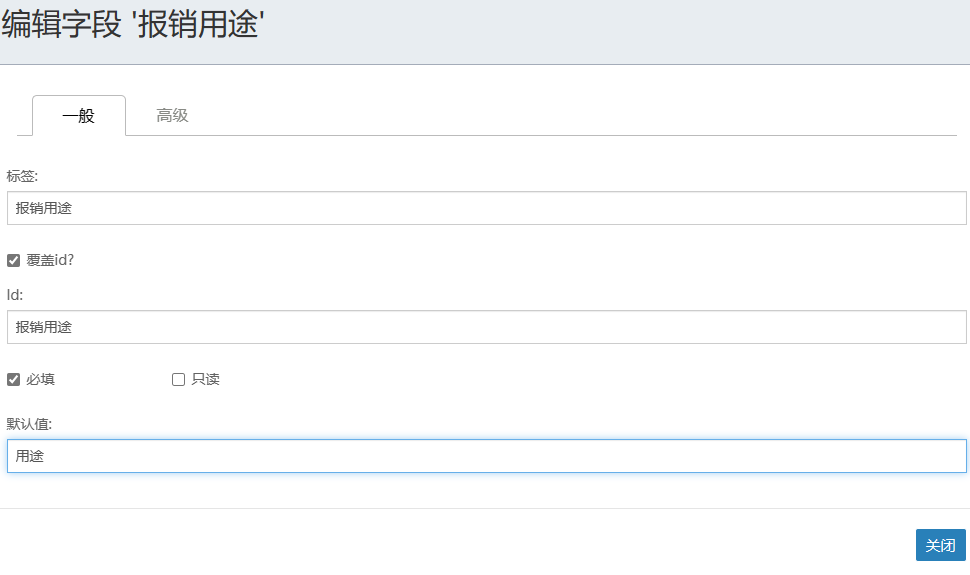 编辑字段 '报销用途'
一般 高级
标签:
报销用途
覆盖id?
Id:
报销用途
必填 只读
默认值:
用途
关闭